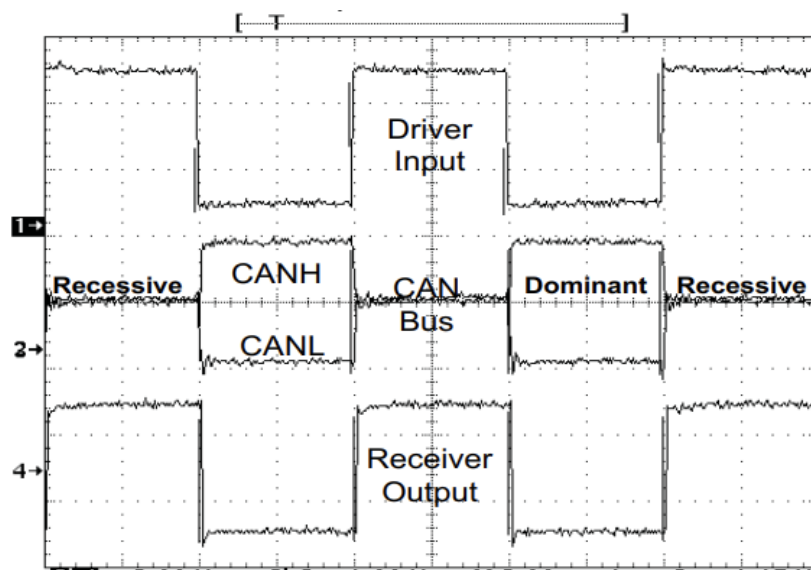 T
Driver
Input
1
Recessive
CANH
CAN
Bus
Dominant
Recessive
CANL
2
4
Receiver
Output